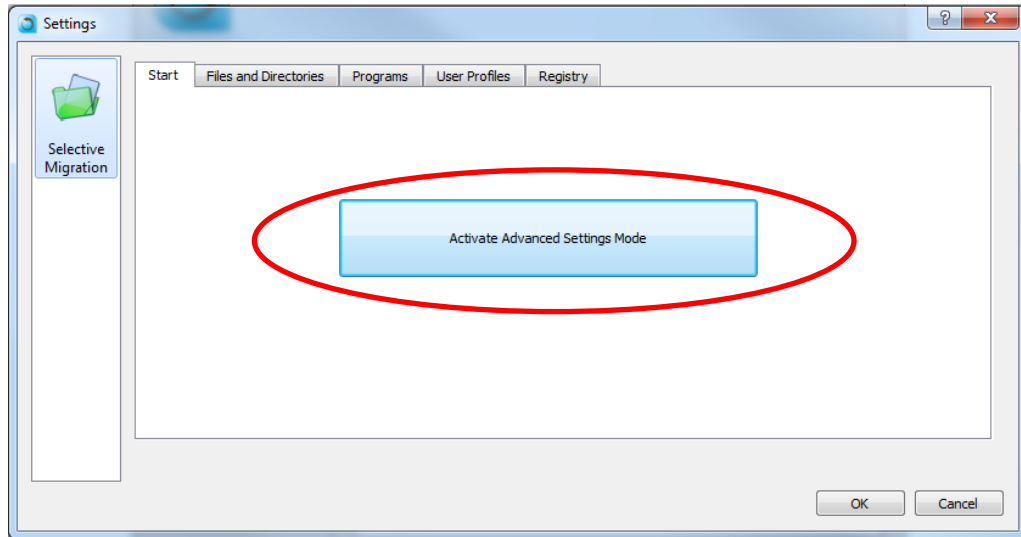 Settings
?
X
Start Files and Directories Programs User Profiles Registry
Selective
Migration
Activate Advanced Settings Mode
OK Cancel